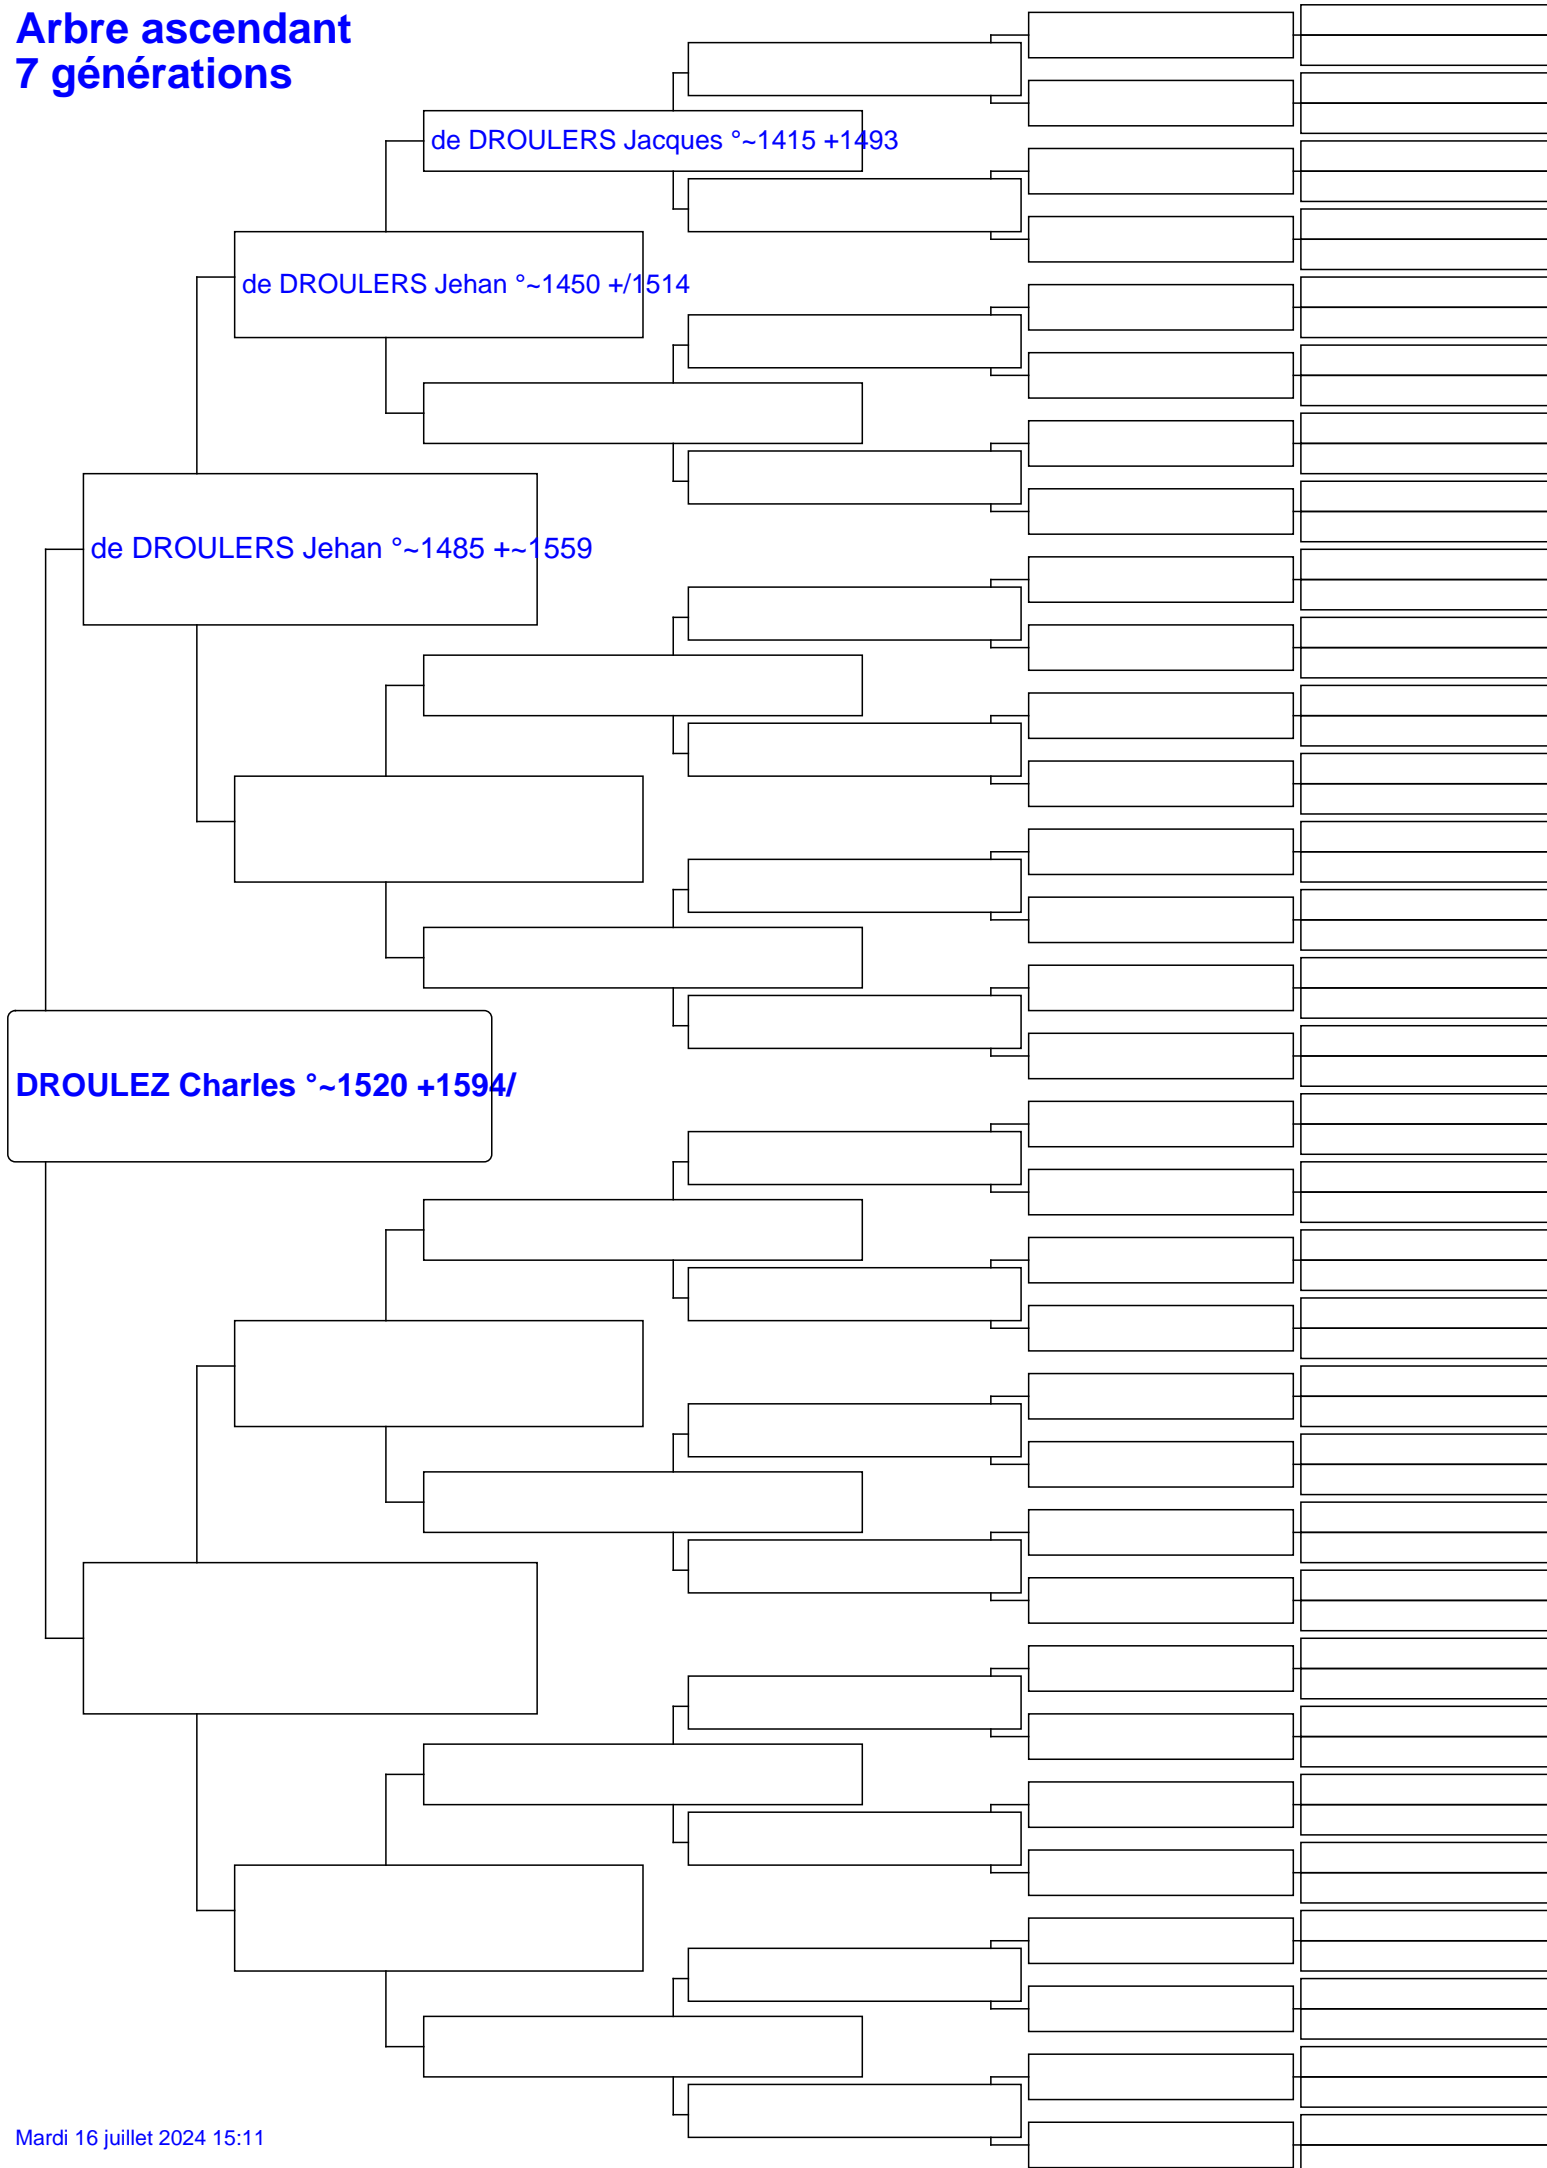 Arbre ascendant
7 générations
de DROULERS Jacques °~1415 +1493
de DROULERS Jehan °~1450 +/1514
de DROULERS Jehan °~1485 +~1559
DROULEZ Charles °~1520 +1594/
Mardi 16 juillet 2024 15:11